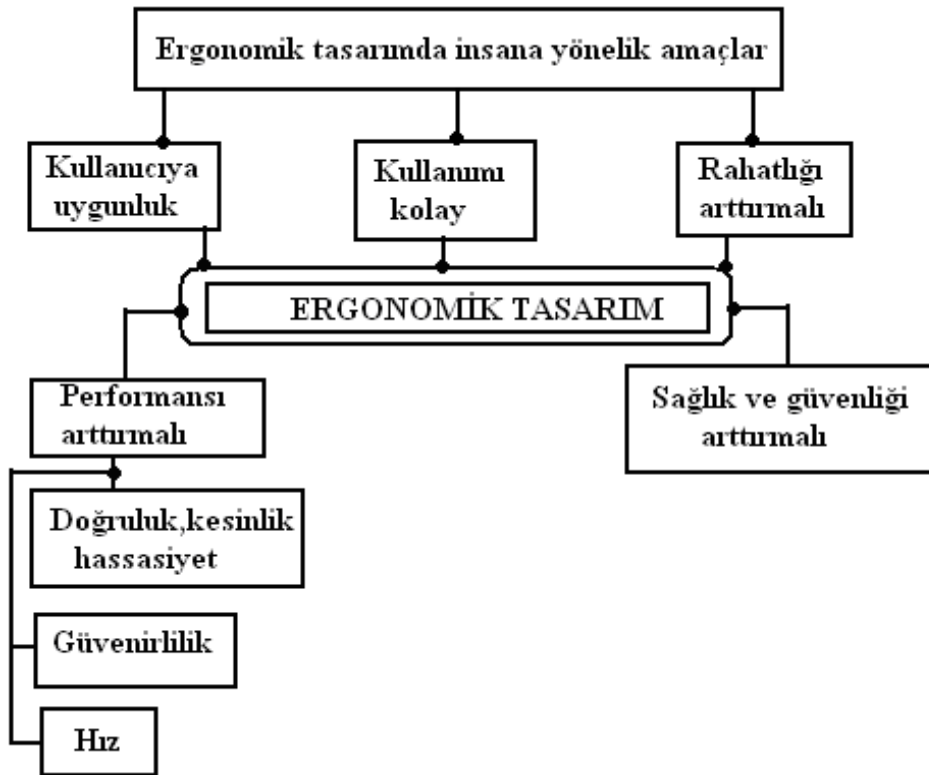 Ergonomik tasarımda insana yönelik amaçlar
Kullanıcıya
uygunluk
Kullanımı
kolay
Rahatlığı
arttırmalı
ERGONOMİK TASARIM
Performansı
arttırmalı
Sağlık ve güvenliği
arttırmalı
Doğruluk,kesinlik
hassasiyet
Güvenirlilik
Hız